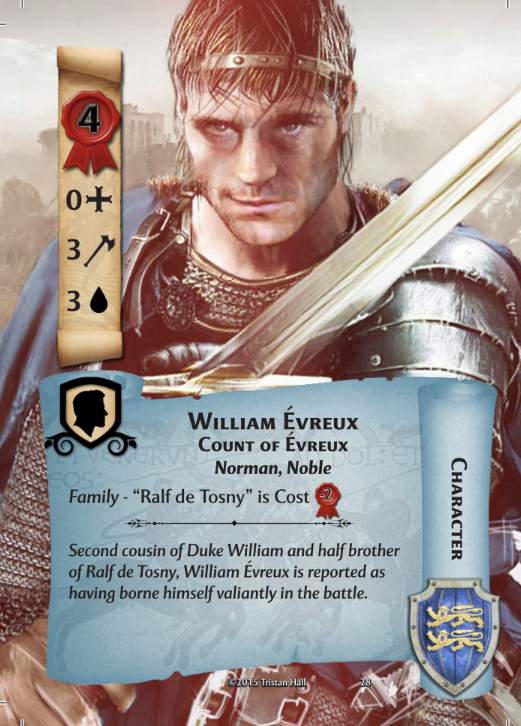 4
0
3
3
William Évreux
Count of Évreux
Norman, Noble
Family - “Ralf de Tosny” is Cost -2
Second cousin of Duke William and half brother
of Ralf de Tosny, William Évreux is reported as
having borne himself valiantly in the battle.
Character
©2015 Tristan Hall
28